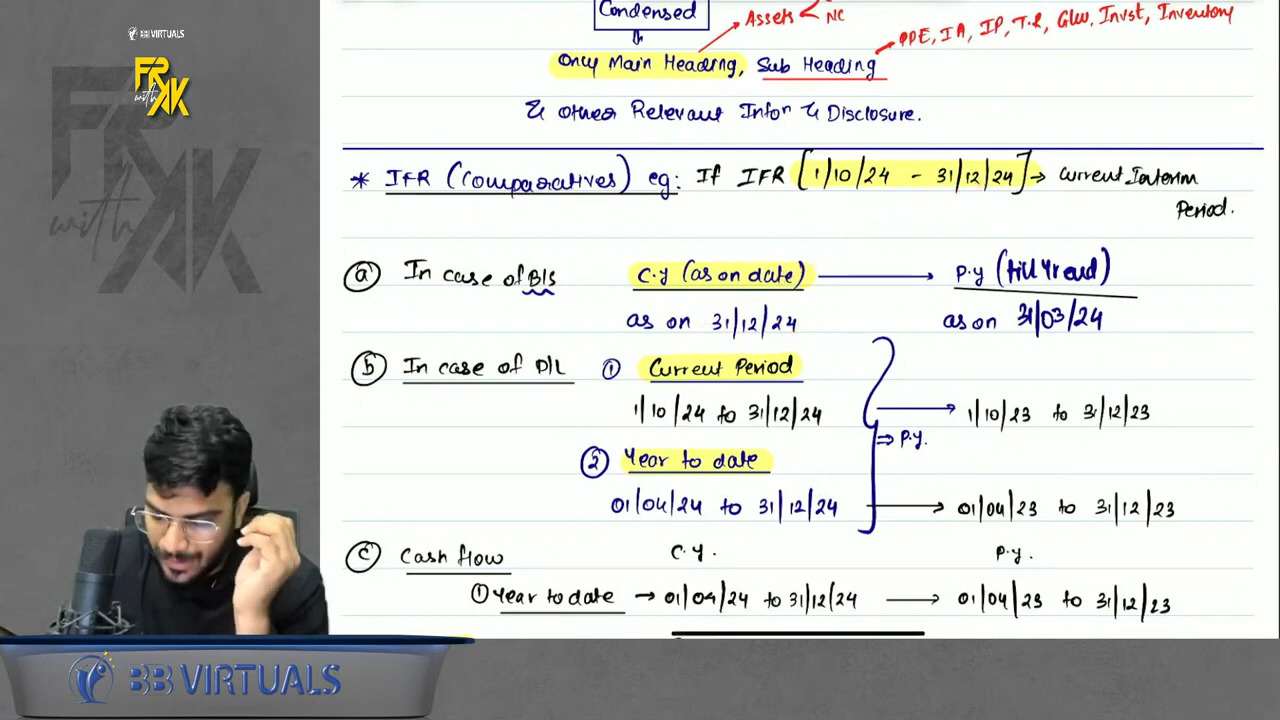 BB VIRTUALS
FR
with
AK
Condensed
Assets < NC
PPE, IA, IP, T.R, GW, Invst, Inventory
Only Main Heading, Sub Heading
& other Relevant Infon & Disclosure.
* IFR (Comparatives) eg: If IFR [1/10/24 - 31/12/24] → Current Interim
Period.
(a) In case of B/S C.y (as on date) → P.y (till Yr end)
as on 31/12/24 as on 31/03/24
(b) In case of P/L ① Current Period
1/10/24 to 31/12/24 → 1/10/23 to 31/12/23
⇒ P.y.
② Year to date
01/04/24 to 31/12/24 → 01/04/23 to 31/12/23
(c) Cash flow C.y. P.y.
① Year to date → 01/04/24 to 31/12/24 → 01/04/23 to 31/12/23
BB VIRTUALS